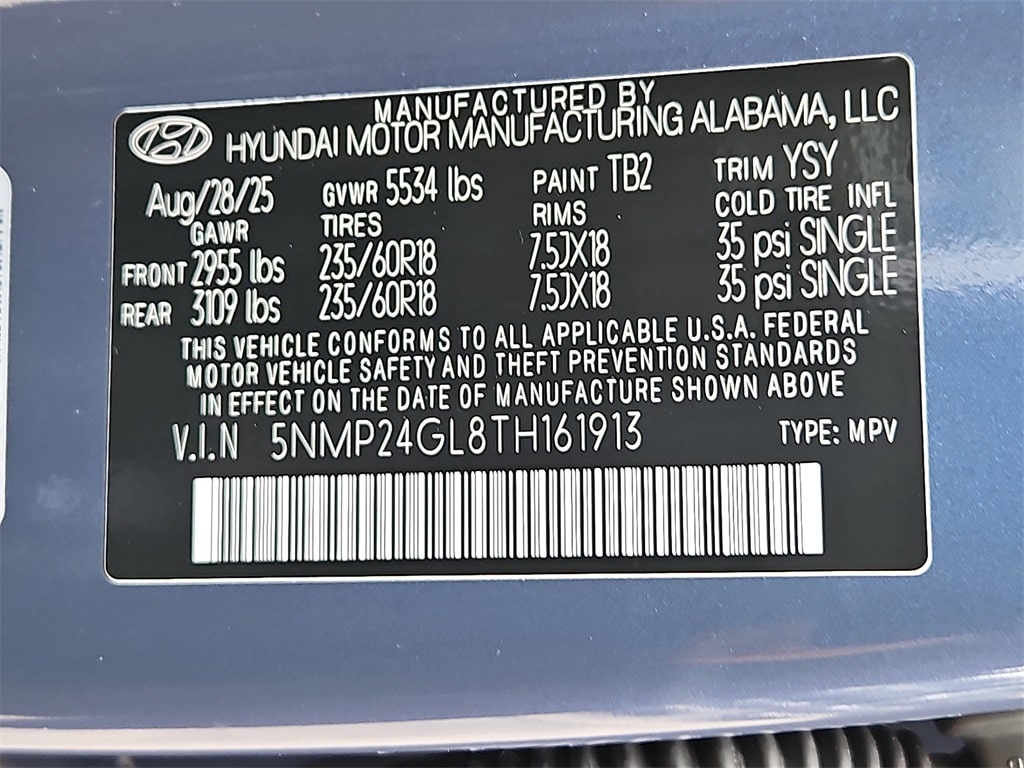 MANUFACTURED BY
HYUNDAI MOTOR MANUFACTURING ALABAMA, LLC
Aug/28/25 GVWR 5534 lbs PAINT TB2 TRIM YSY
GAWR TIRES RIMS COLD TIRE INFL
FRONT 2955 lbs 235/60R18 7.5JX18 35 psi SINGLE
REAR 3109 lbs 235/60R18 7.5JX18 35 psi SINGLE
THIS VEHICLE CONFORMS TO ALL APPLICABLE U.S.A. FEDERAL
MOTOR VEHICLE SAFETY AND THEFT PREVENTION STANDARDS
IN EFFECT ON THE DATE OF MANUFACTURE SHOWN ABOVE
V.I.N 5NMP24GL8TH161913 TYPE: MPV